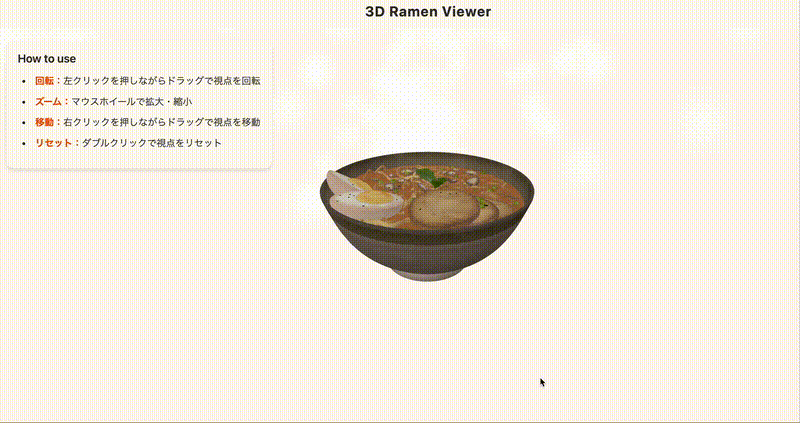 3D Ramen Viewer
How to use
回転：左クリックを押しながらドラッグで視点を回転
ズーム：マウスホイールで拡大・縮小
移動：右クリックを押しながらドラッグで視点を移動
リセット：ダブルクリックで視点をリセット